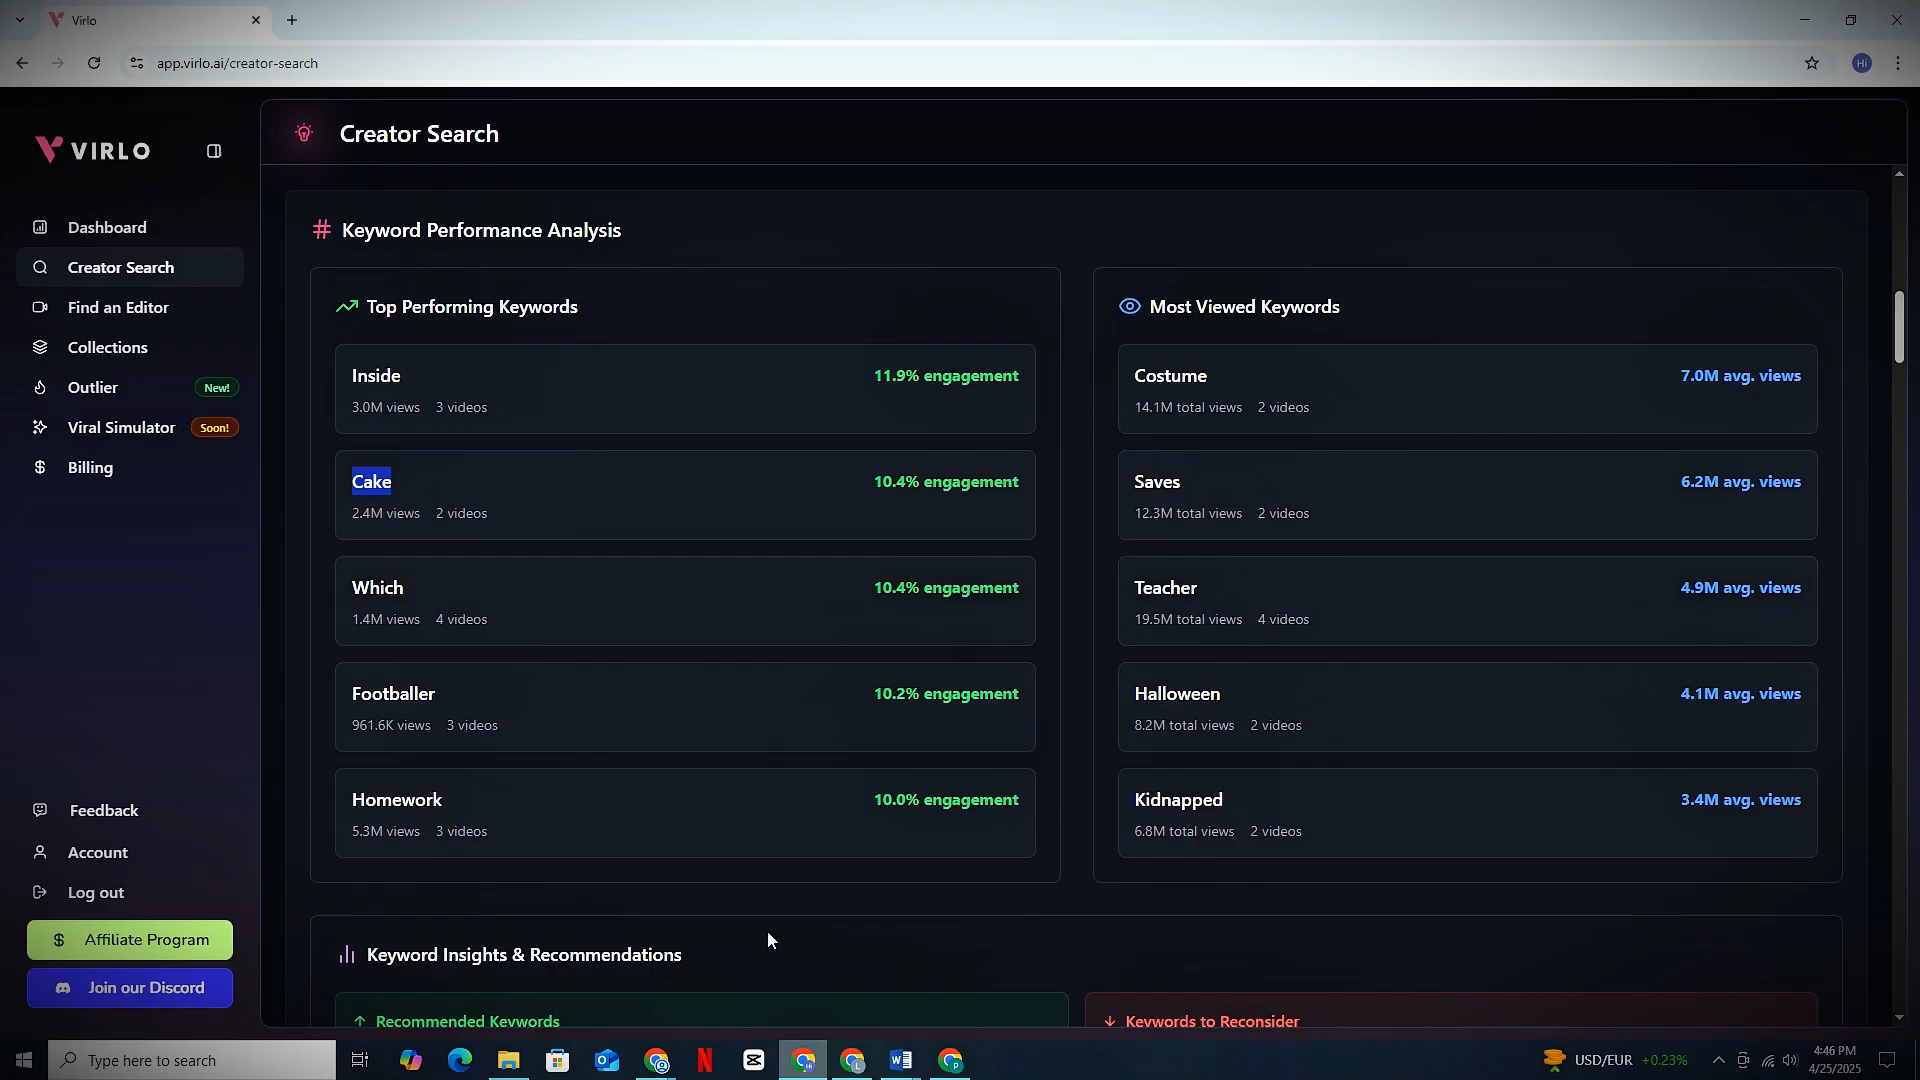 Virlo
app.virlo.ai/creator-search
Hi
VIRLO
Creator Search
Dashboard
Creator Search
Find an Editor
Collections
Outlier New!
Viral Simulator Soon!
Billing
Feedback
Account
Log out
$ Affiliate Program
Join our Discord
# Keyword Performance Analysis
Top Performing Keywords
Inside 11.9% engagement
3.0M views 3 videos
Cake 10.4% engagement
2.4M views 2 videos
Which 10.4% engagement
1.4M views 4 videos
Footballer 10.2% engagement
961.6K views 3 videos
Homework 10.0% engagement
5.3M views 3 videos
Most Viewed Keywords
Costume 7.0M avg. views
14.1M total views 2 videos
Saves 6.2M avg. views
12.3M total views 2 videos
Teacher 4.9M avg. views
19.5M total views 4 videos
Halloween 4.1M avg. views
8.2M total views 2 videos
Kidnapped 3.4M avg. views
6.8M total views 2 videos
Keyword Insights & Recommendations
Recommended Keywords
Keywords to Reconsider
Type here to search
USD/EUR +0.23%
4:46 PM
4/25/2025